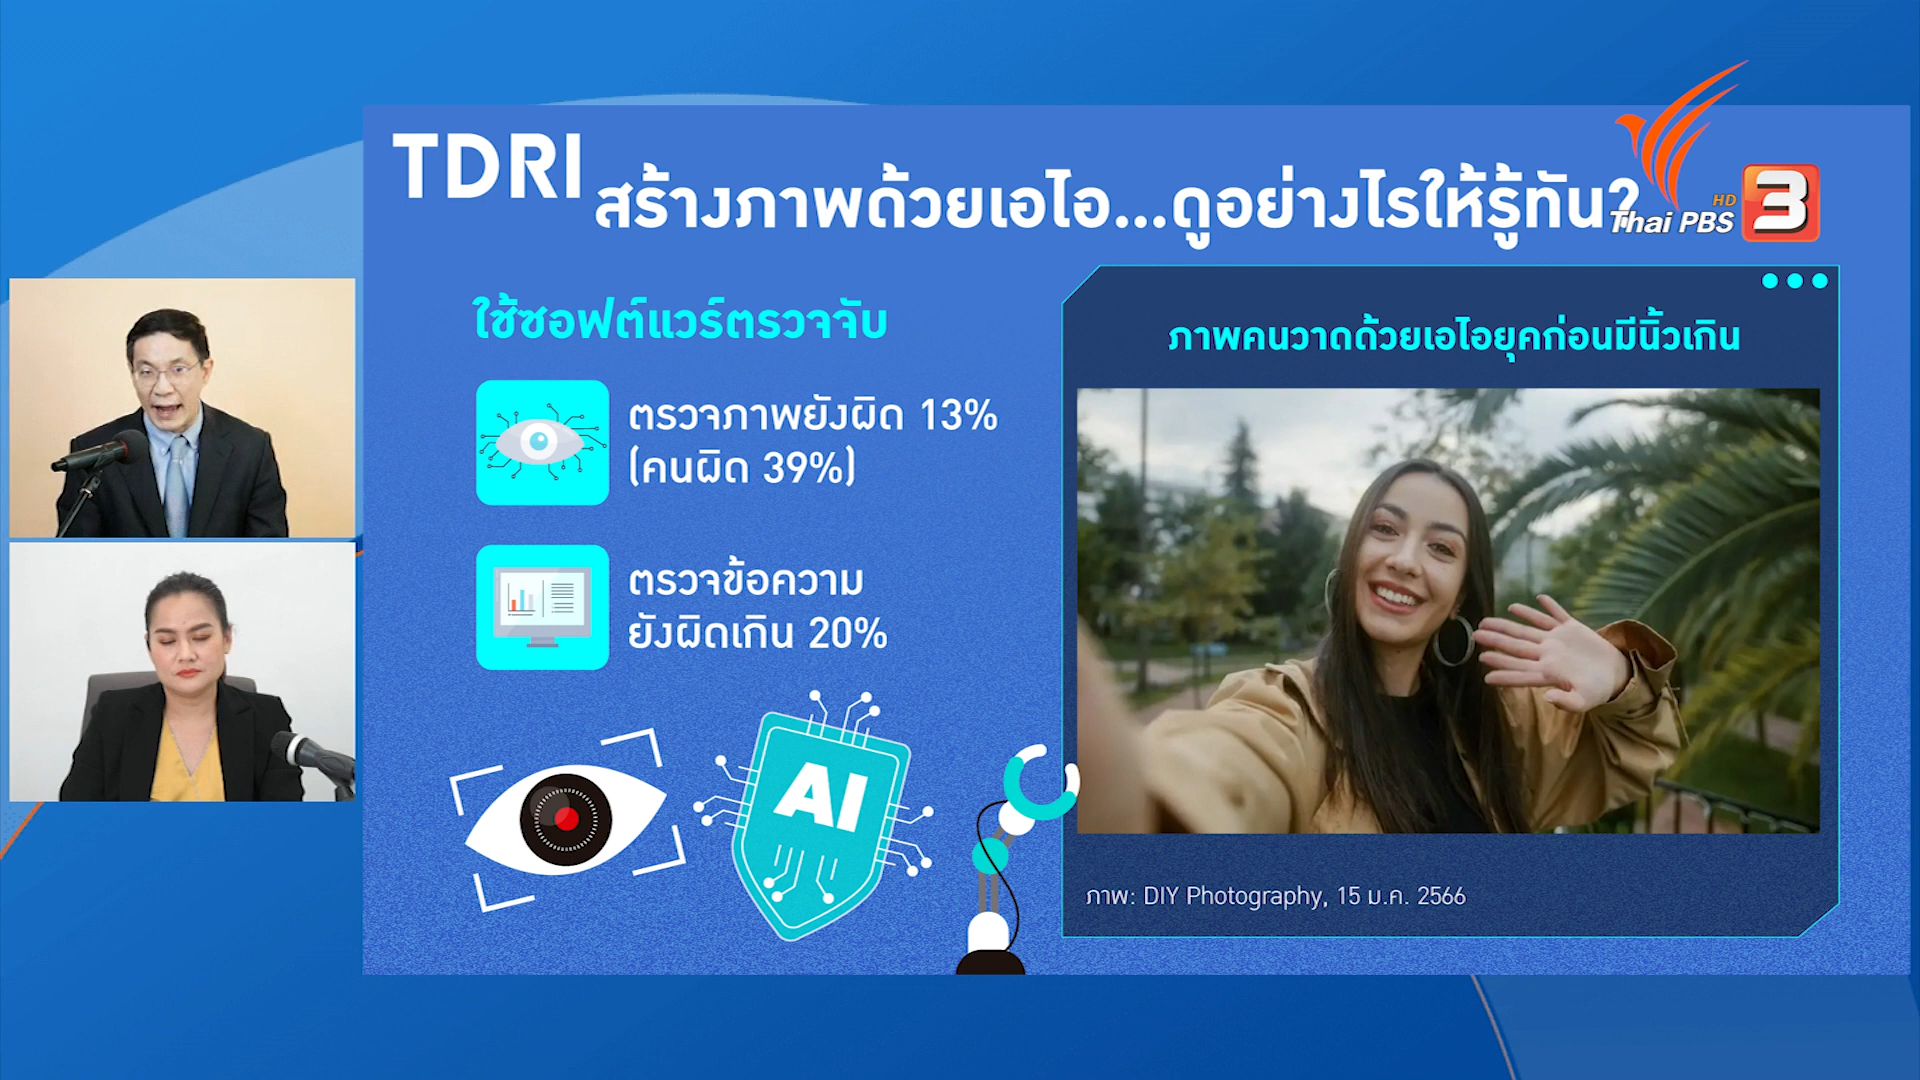 TDRI
สร้างภาพด้วยเอไอ...ดูอย่างไรให้รู้ทัน?
HD
Thai PBS 3
ใช้ซอฟต์แวร์ตรวจจับ
ตรวจภาพยังผิด 13%
(คนผิด 39%)
ตรวจข้อความ
ยังผิดเกิน 20%
AI
ภาพคนวาดด้วยเอไอยุคก่อนมีนิ้วเกิน
ภาพ: DIY Photography, 15 ม.ค. 2566